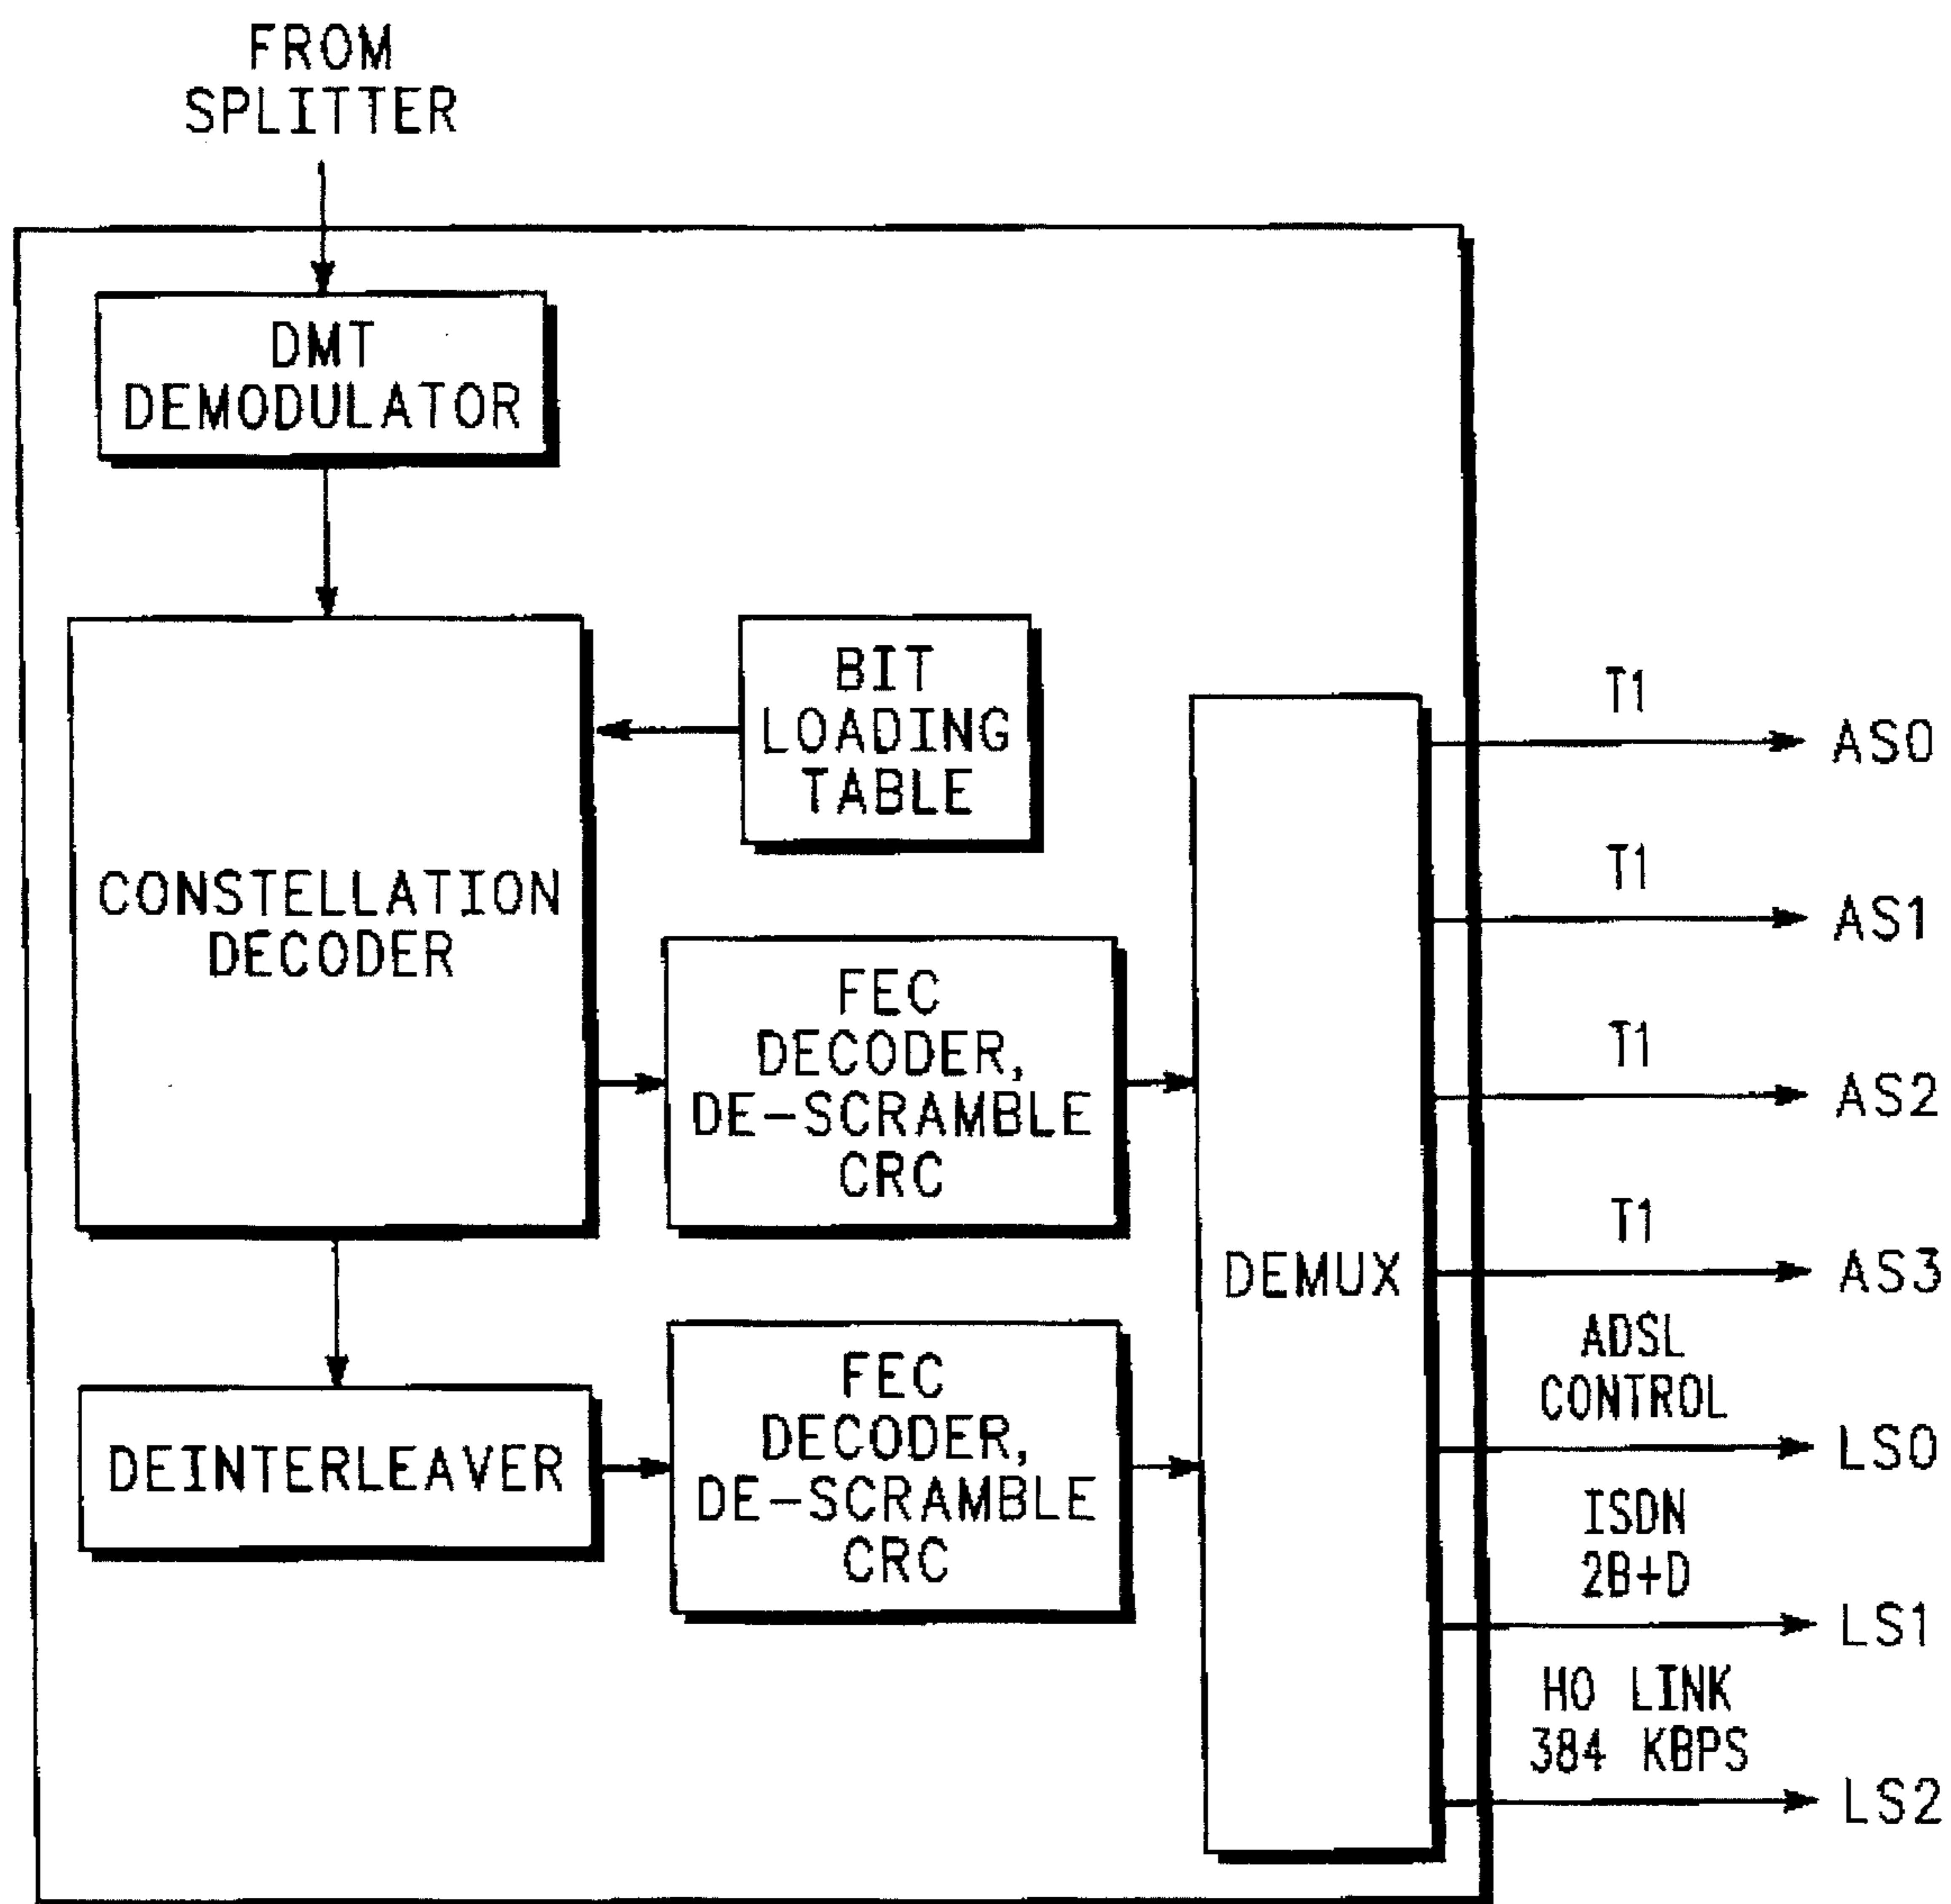 FROM
SPLITTER
DMT
DEMODULATOR
CONSTELLATION
DECODER
BIT
LOADING
TABLE
FEC
DECODER,
DE-SCRAMBLE
CRC
DEINTERLEAVER
FEC
DECODER,
DE-SCRAMBLE
CRC
DEMUX
T1
AS0
T1
AS1
T1
AS2
T1
AS3
ADSL
CONTROL
LS0
ISDN
2B+D
LS1
H0 LINK
384 KBPS
LS2